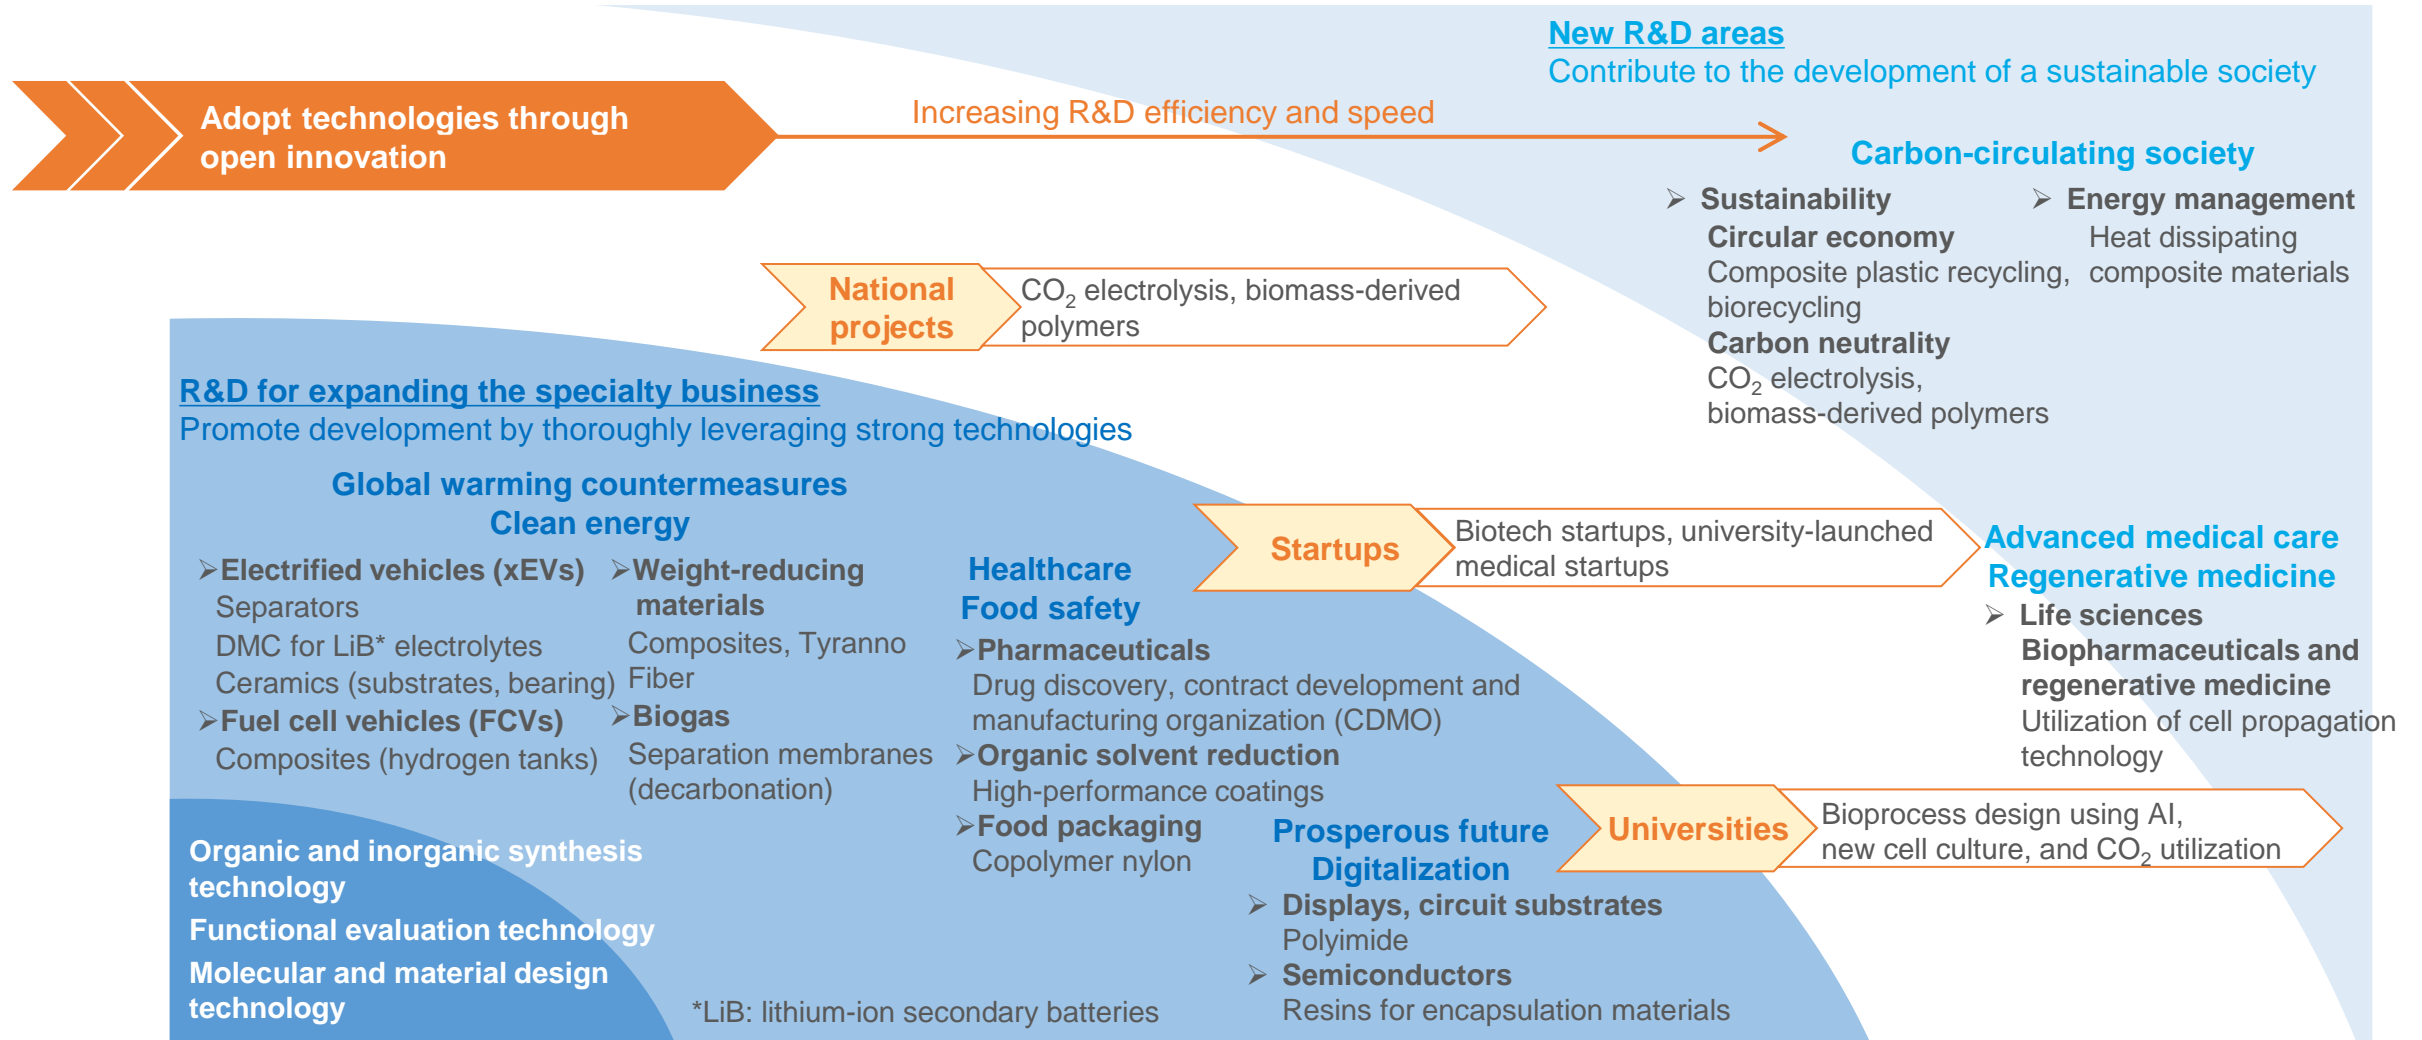 New R&D areas
Contribute to the development of a sustainable society
Adopt technologies through
open innovation
Increasing R&D efficiency and speed
Carbon-circulating society
➢ Sustainability
Circular economy
Composite plastic recycling,
biorecycling
Carbon neutrality
CO₂ electrolysis,
biomass-derived polymers
➢ Energy management
Heat dissipating
composite materials
National
projects
CO₂ electrolysis, biomass-derived
polymers
R&D for expanding the specialty business
Promote development by thoroughly leveraging strong technologies
Global warming countermeasures
Clean energy
➢Electrified vehicles (xEVs)
Separators
DMC for LiB* electrolytes
Ceramics (substrates, bearing)
➢Fuel cell vehicles (FCVs)
Composites (hydrogen tanks)
➢Weight-reducing
materials
Composites, Tyranno
Fiber
➢Biogas
Separation membranes
(decarbonation)
Healthcare
Food safety
➢Pharmaceuticals
Drug discovery, contract development and
manufacturing organization (CDMO)
➢Organic solvent reduction
High-performance coatings
➢Food packaging
Copolymer nylon
Startups
Biotech startups, university-launched
medical startups
Advanced medical care
Regenerative medicine
➢ Life sciences
Biopharmaceuticals and
regenerative medicine
Utilization of cell propagation
technology
Prosperous future
Digitalization
➢ Displays, circuit substrates
Polyimide
➢ Semiconductors
Resins for encapsulation materials
Universities
Bioprocess design using AI,
new cell culture, and CO₂ utilization
Organic and inorganic synthesis
technology
Functional evaluation technology
Molecular and material design
technology
*LiB: lithium-ion secondary batteries